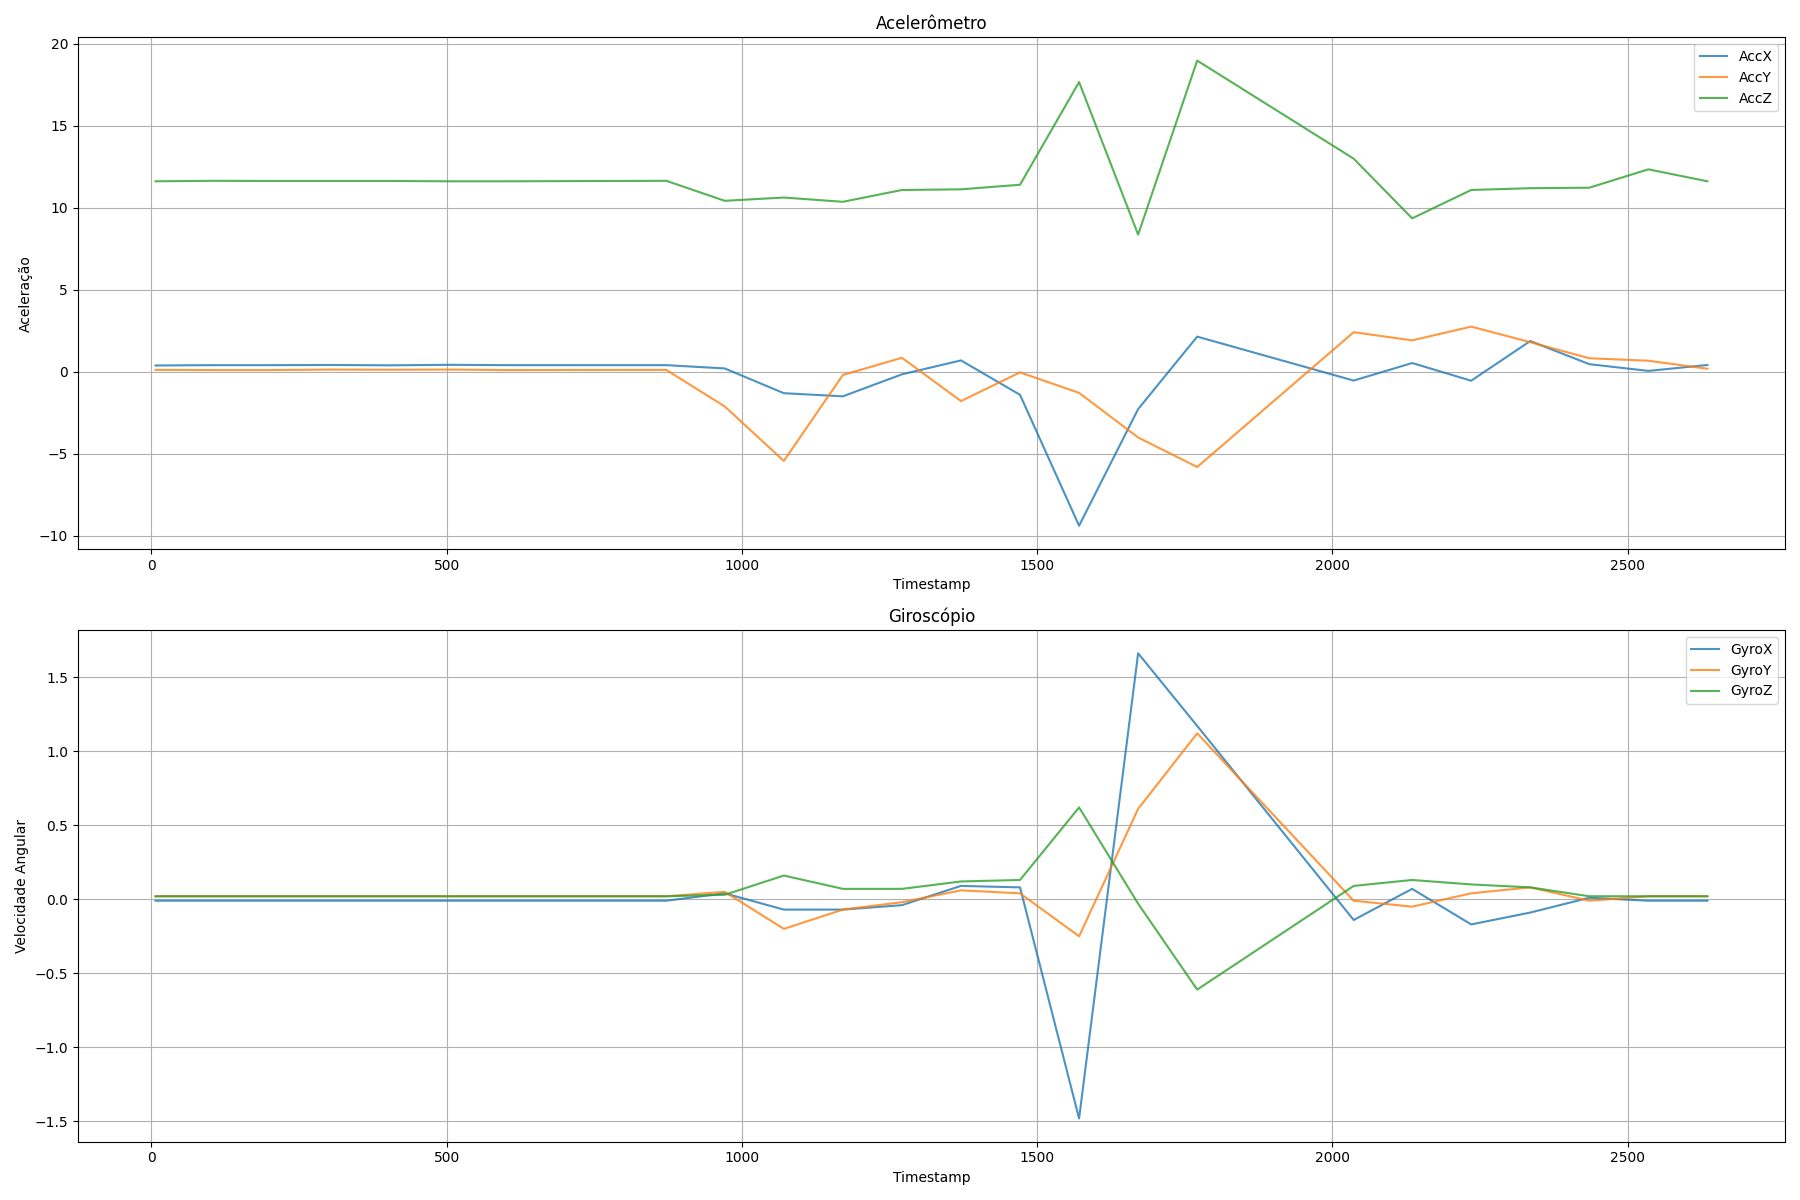 Acelerômetro
20
15
10
5
0
−5
−10
Aceleração
AccX
AccY
AccZ
0 500 1000 1500 2000 2500
Timestamp
Giroscópio
1.5
1.0
0.5
0.0
−0.5
−1.0
−1.5
Velocidade Angular
GyroX
GyroY
GyroZ
0 500 1000 1500 2000 2500
Timestamp